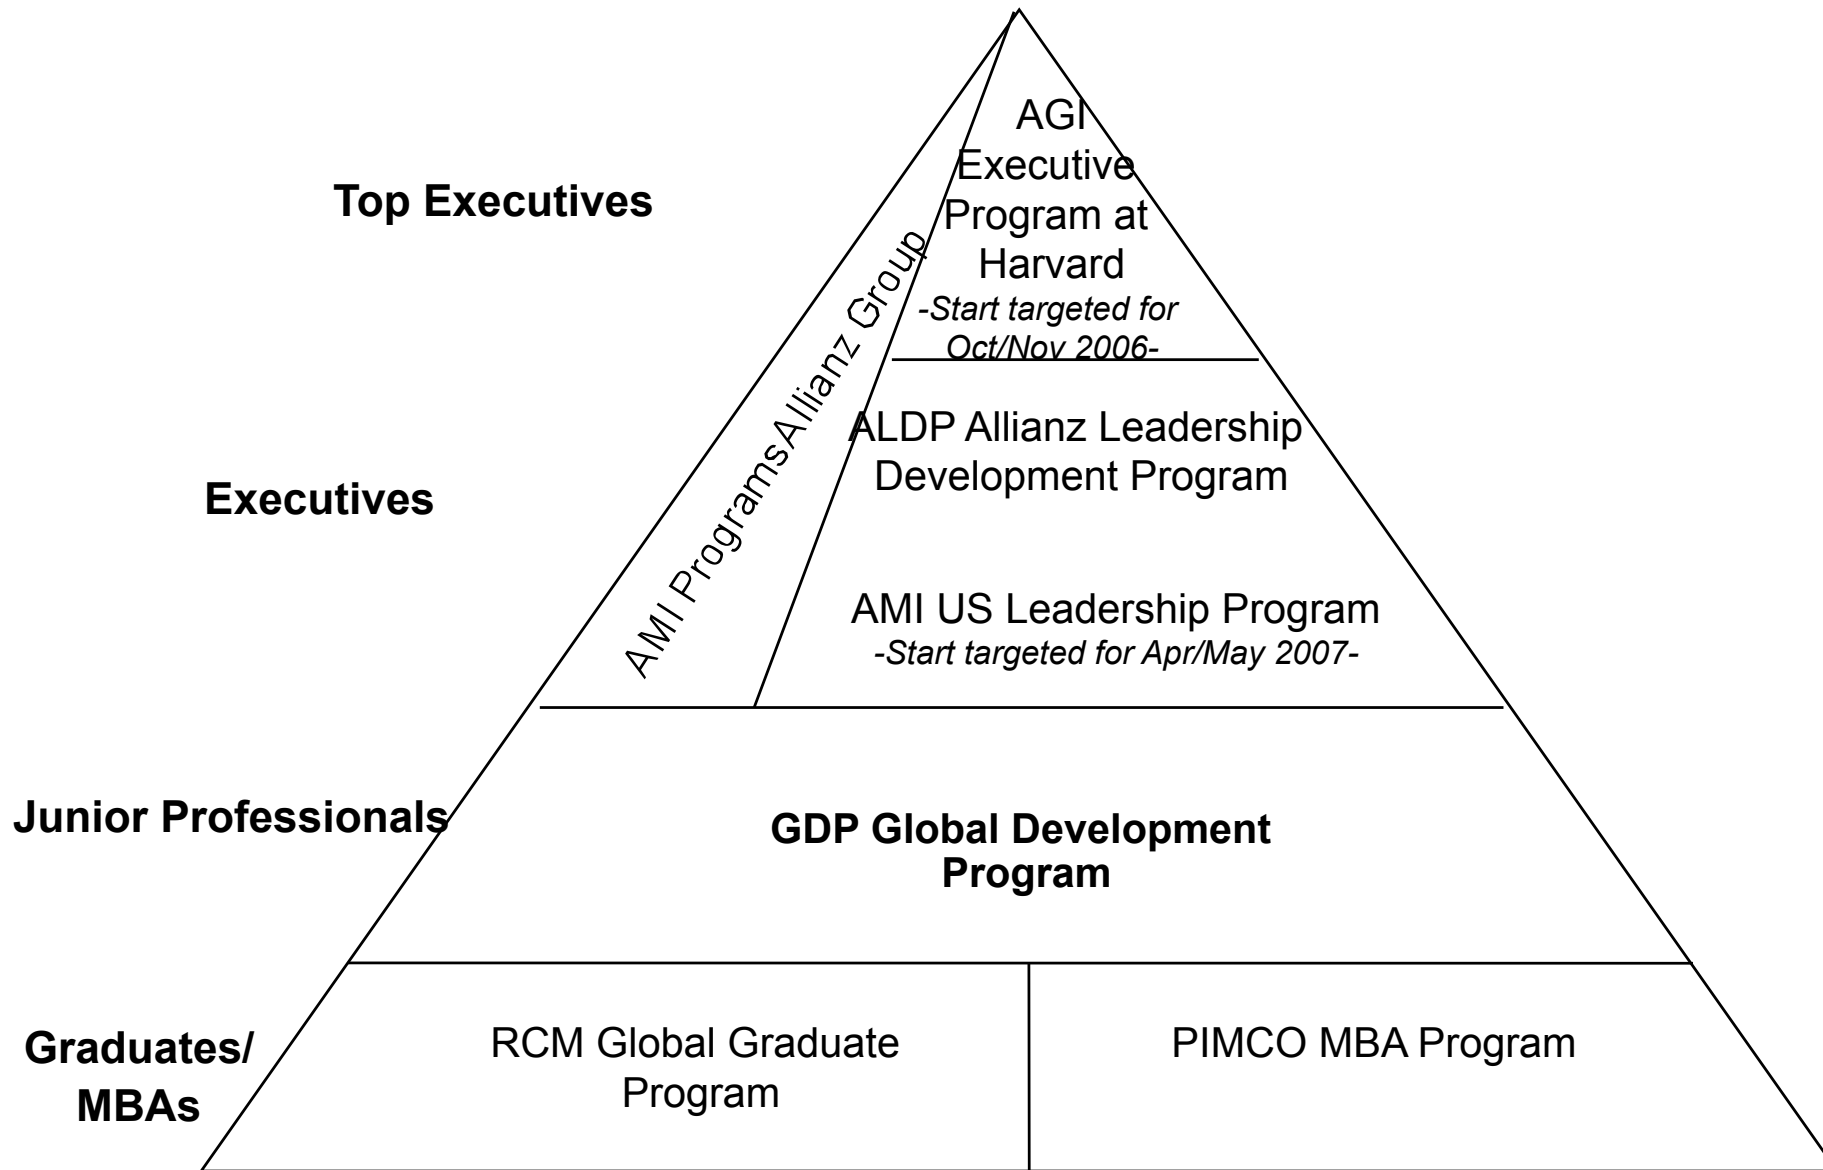 Top Executives
AGI
Executive
Program at
Harvard
-Start targeted for
Oct/Nov 2006-
AMI ProgramsAllianz Group
Executives
ALDP Allianz Leadership
Development Program
AMI US Leadership Program
-Start targeted for Apr/May 2007-
Junior Professionals
GDP Global Development
Program
Graduates/
MBAs
RCM Global Graduate
Program
PIMCO MBA Program